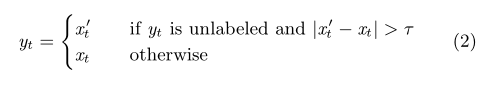 y_t = { x'_t if y_t is unlabeled and |x'_t − x_t| > τ (2)
x_t otherwise